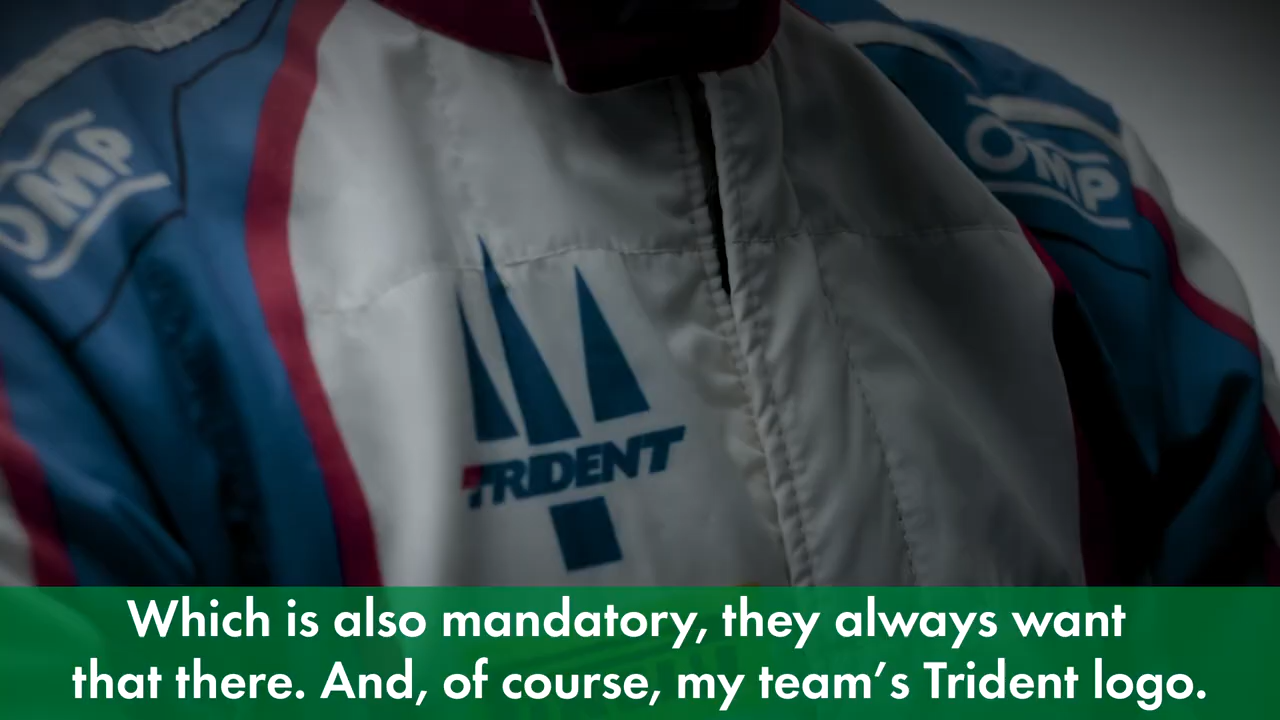 OMP
OMP
TRIDENT
Which is also mandatory, they always want
that there. And, of course, my team’s Trident logo.